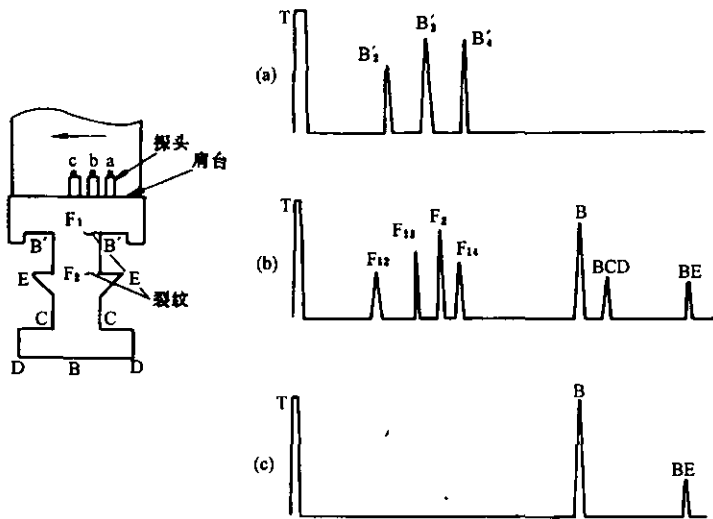 c b a
探头
肩台
F₁
B′ B′
E F₂ E
裂纹
C C
D B D
(a)
T B′₂ B′₃ B′₄
(b)
T F₁₂ F₁₃ F₂ F₁₄ B BCD BE
(c)
T B BE